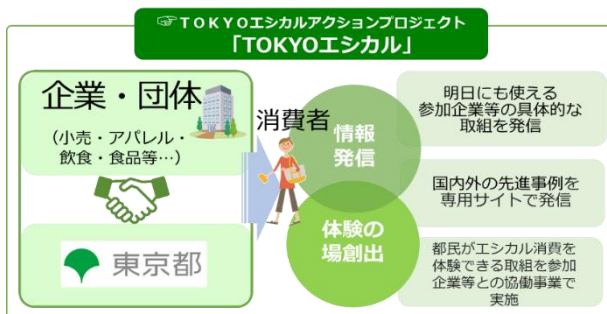 ☞TOKYOエシカルアクションプロジェクト
「TOKYOエシカル」
企業・団体
（小売・アパレル・
飲食・食品等…）
東京都
消費者
情報
発信
体験の
場創出
明日にも使える
参加企業等の具体的な
取組を発信
国内外の先進事例を
専用サイトで発信
都民がエシカル消費を
体験できる取組を参加
企業等との協働事業で
実施